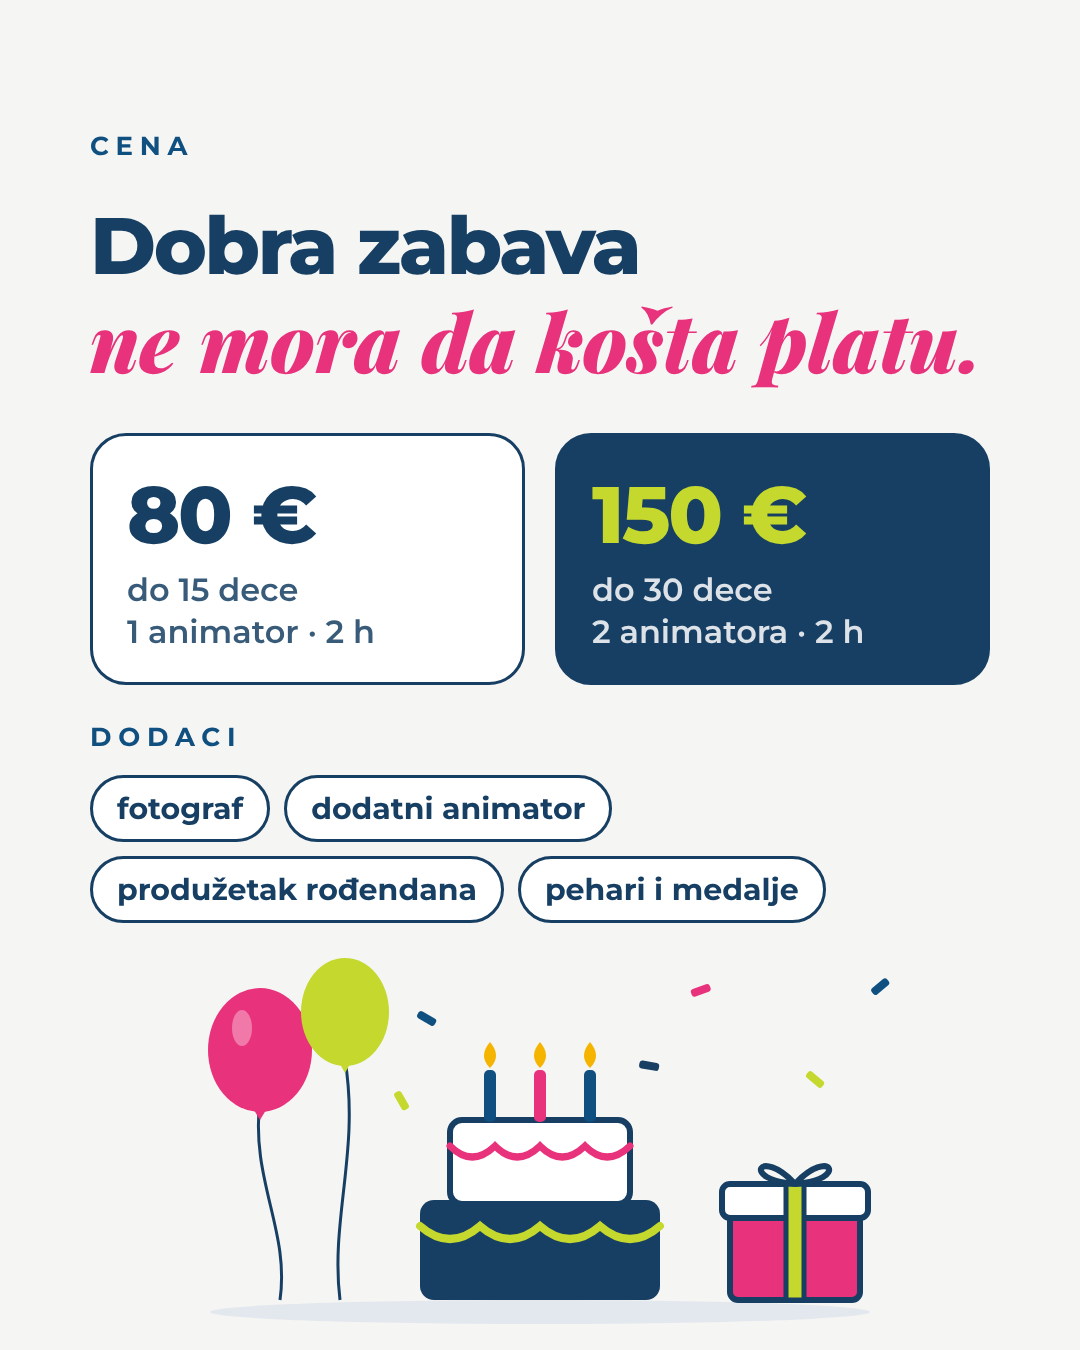 CENA
Dobra zabava
ne mora da košta platu.
80 €
do 15 dece
1 animator · 2 h
150 €
do 30 dece
2 animatora · 2 h
DODACI
fotograf
dodatni animator
produžetak rođendana
pehari i medalje